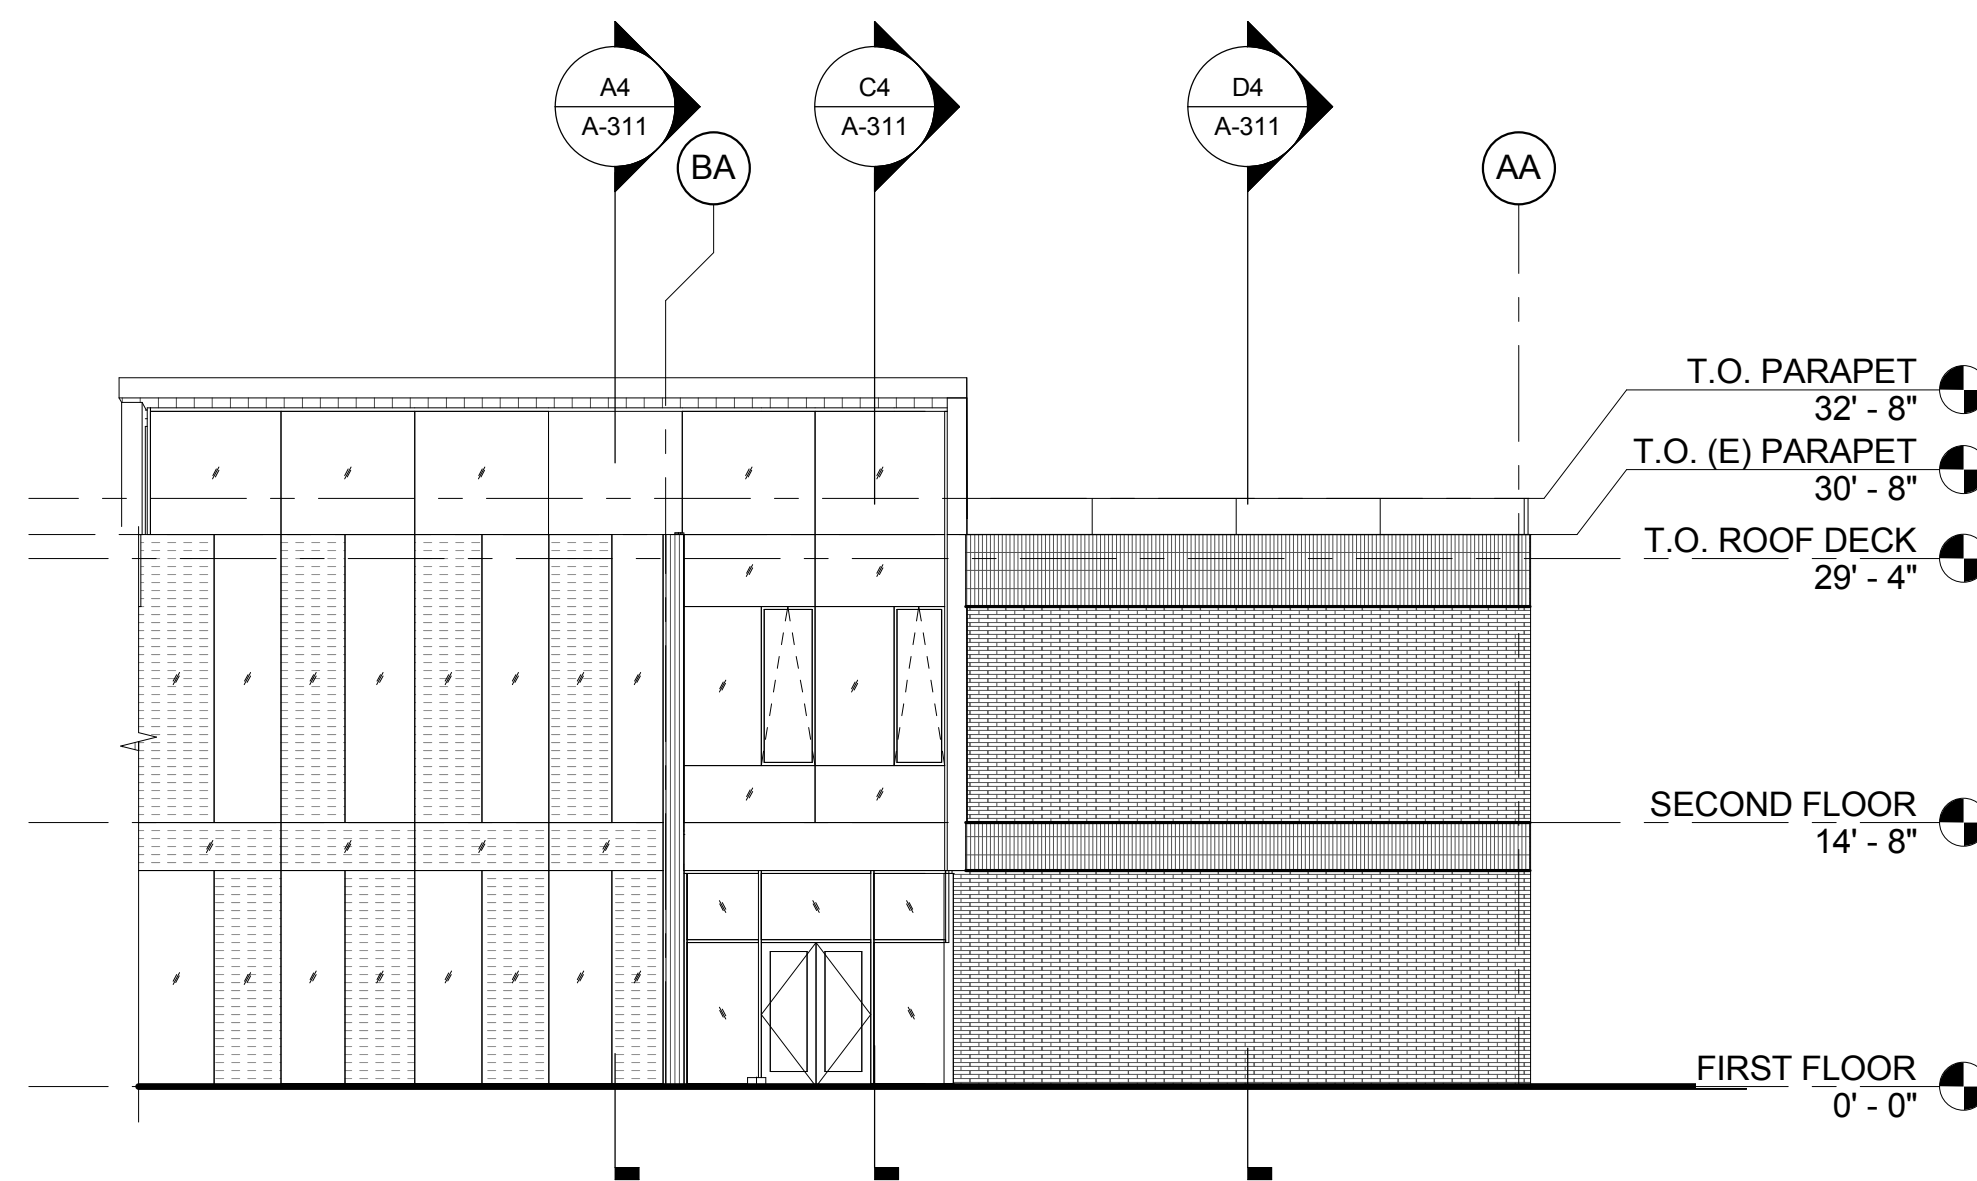 A4
A-311
C4
A-311
D4
A-311
BA
AA
T.O. PARAPET
32' - 8"
T.O. (E) PARAPET
30' - 8"
T.O. ROOF DECK
29' - 4"
SECOND FLOOR
14' - 8"
FIRST FLOOR
0' - 0"